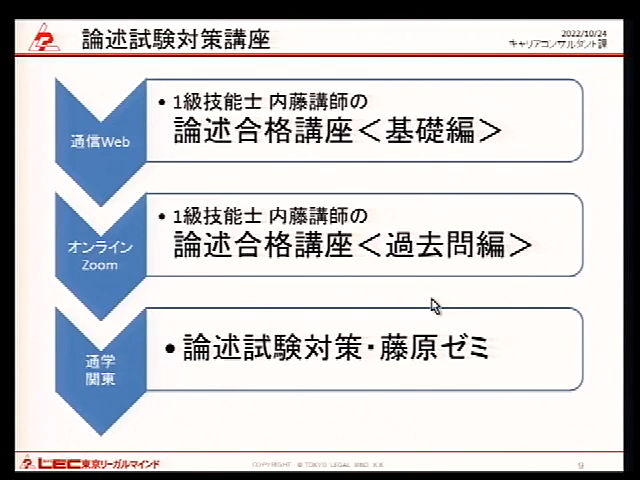 論述試験対策講座
2022/10/24
キャリアコンサルタント課
通信Web
• 1級技能士 内藤講師の
論述合格講座＜基礎編＞
オンライン
Zoom
• 1級技能士 内藤講師の
論述合格講座＜過去問編＞
通学
関東
• 論述試験対策・藤原ゼミ
LEC東京リーガルマインド
COPYRIGHT © TOKYO LEGAL MIND K.K
9